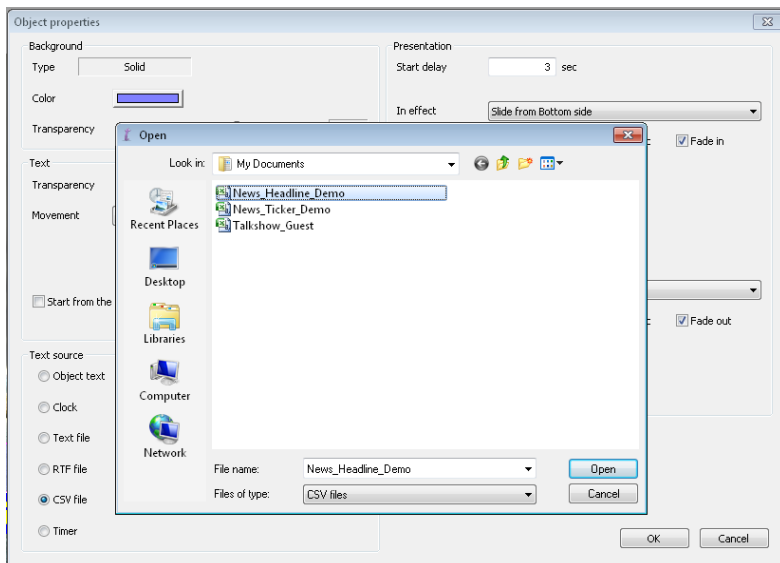 Object properties
Background
Type Solid
Color
Transparency
Text
Transparency
Movement
Start from the
Text source
Object text
Clock
Text file
RTF file
CSV file
Timer
Presentation
Start delay 3 sec
In effect Slide from Bottom side
Fade in
Fade out
OK Cancel
Open
Look in: My Documents
Recent Places
Desktop
Libraries
Computer
Network
News_Headline_Demo
News_Ticker_Demo
Talkshow_Guest
File name: News_Headline_Demo Open
Files of type: CSV files Cancel